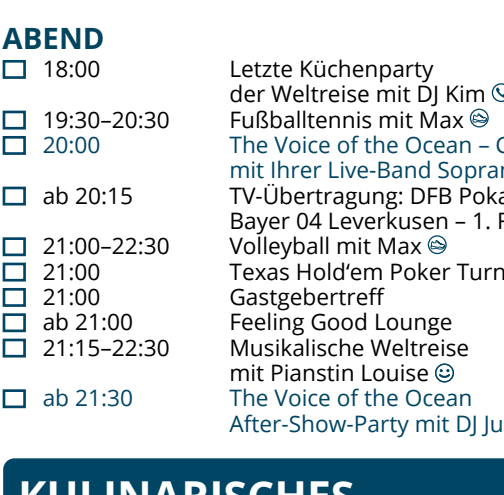 ABEND
18:00 Letzte Küchenparty
der Weltreise mit DJ Kim
19:30–20:30 Fußballtennis mit Max
20:00 The Voice of the Ocean –
mit Ihrer Live-Band
ab 20:15 TV-Übertragung: DFB
Bayer 04 Leverkusen – 1.
21:00–22:30 Volleyball mit Max
21:00 Texas Hold‘em Poker
21:00 Gastgebertreff
ab 21:00 Feeling Good Lounge
21:15–22:30 Musikalische Weltreise
mit Pianstin Louise
ab 21:30 The Voice of the Ocean
After-Show-Party mit DJ
KULINARISCHES